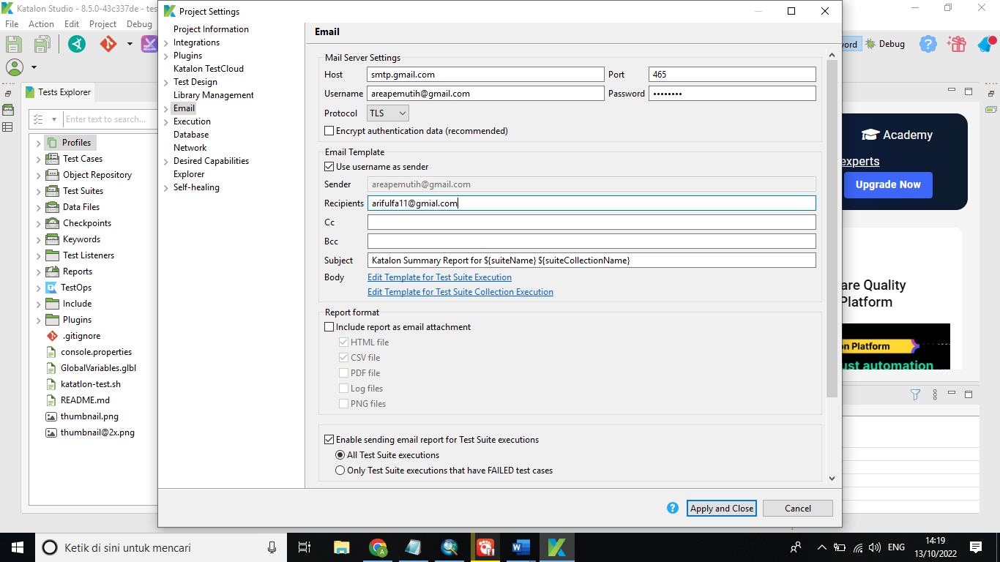 Katalon Studio - 8.5.0-43c337de - tes
File Action Edit Project Debug
ord
Debug
Tests Explorer
Enter text to search...
Profiles
Test Cases
Object Repository
Test Suites
Data Files
Checkpoints
Keywords
Test Listeners
Reports
TestOps
Include
Plugins
.gitignore
console.properties
GlobalVariables.glbl
katatlon-test.sh
README.md
thumbnail.png
thumbnail@2x.png
Project Settings
Project Information
Integrations
Plugins
Katalon TestCloud
Test Design
Library Management
Email
Execution
Database
Network
Desired Capabilities
Explorer
Self-healing
Email
Mail Server Settings
Host smtp.gmail.com Port 465
Username areapemutih@gmail.com Password ••••••••
Protocol TLS
Encrypt authentication data (recommended)
Email Template
Use username as sender
Sender areapemutih@gmail.com
Recipients arifulfa11@gmial.com
Cc
Bcc
Subject Katalon Summary Report for ${suiteName} ${suiteCollectionName}
Body Edit Template for Test Suite Execution
Edit Template for Test Suite Collection Execution
Report format
Include report as email attachment
HTML file
CSV file
PDF file
Log files
PNG files
Enable sending email report for Test Suite executions
All Test Suite executions
Only Test Suite executions that have FAILED test cases
? Apply and Close Cancel
Academy
experts
Upgrade Now
are Quality
Platform
n Platform
ust automation
Ketik di sini untuk mencari
ENG
14:19
13/10/2022